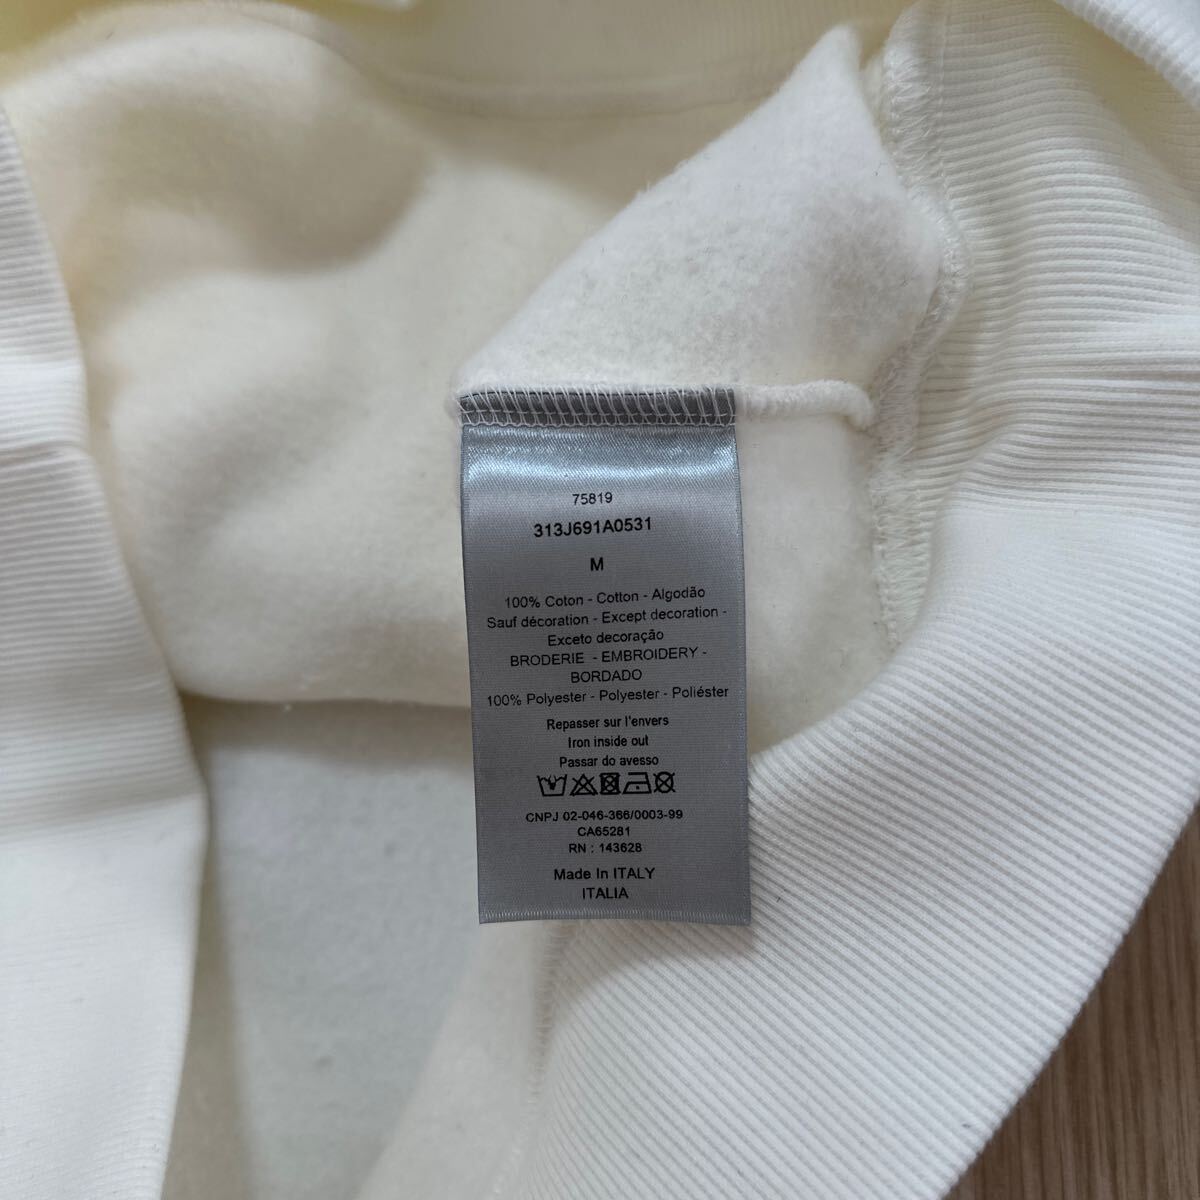 75819
313J691A0531
M
100% Coton - Cotton - Algodão
Sauf décoration - Except decoration -
Exceto decoração
BRODERIE - EMBROIDERY -
BORDADO
100% Polyester - Polyester - Poliéster
Repasser sur l'envers
Iron inside out
Passar do avesso
CNPJ 02-046-366/0003-99
CA65281
RN : 143628
Made In ITALY
ITALIA